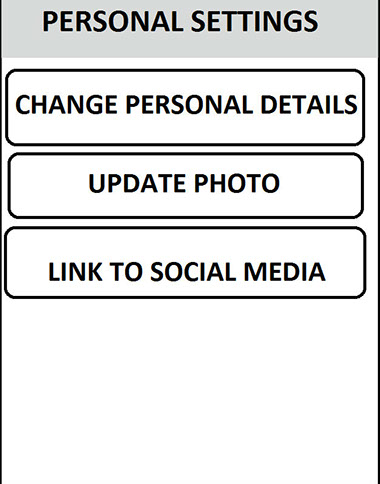 PERSONAL SETTINGS
CHANGE PERSONAL DETAILS
UPDATE PHOTO
LINK TO SOCIAL MEDIA